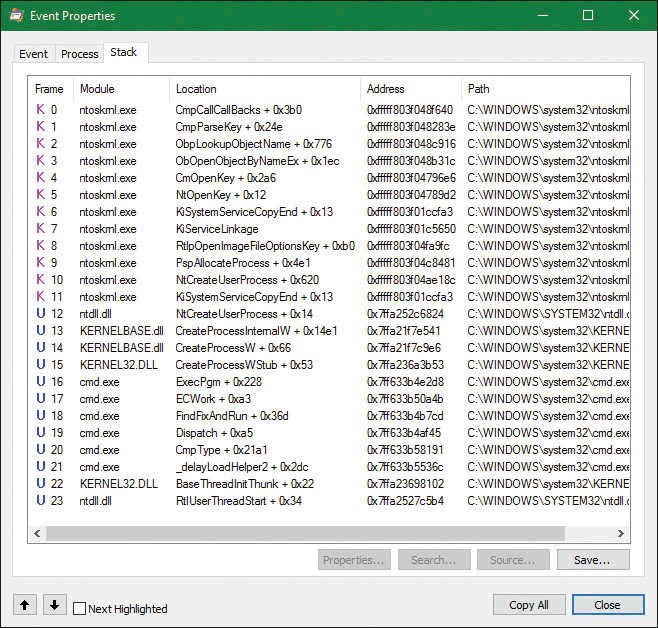 Event Properties
Event Process Stack
Frame Module Location Address Path
K 0 ntoskrnl.exe CmpCallCallBacks + 0x3b0 0xfffff803f048f640 C:\WINDOWS\system32\ntoskrnl
K 1 ntoskrnl.exe CmpParseKey + 0x24e 0xfffff803f048283e C:\WINDOWS\system32\ntoskrnl
K 2 ntoskrnl.exe ObpLookupObjectName + 0x776 0xfffff803f048c916 C:\WINDOWS\system32\ntoskrnl
K 3 ntoskrnl.exe ObOpenObjectByNameEx + 0x1ec 0xfffff803f048b31c C:\WINDOWS\system32\ntoskrnl
K 4 ntoskrnl.exe CmOpenKey + 0x2a6 0xfffff803f04796e6 C:\WINDOWS\system32\ntoskrnl
K 5 ntoskrnl.exe NtOpenKey + 0x12 0xfffff803f04789d2 C:\WINDOWS\system32\ntoskrnl
K 6 ntoskrnl.exe KiSystemServiceCopyEnd + 0x13 0xfffff803f01ccfa3 C:\WINDOWS\system32\ntoskrnl
K 7 ntoskrnl.exe KiServiceLinkage 0xfffff803f01c5650 C:\WINDOWS\system32\ntoskrnl
K 8 ntoskrnl.exe RtlpOpenImageFileOptionsKey + 0xb0 0xfffff803f04fa9fc C:\WINDOWS\system32\ntoskrnl
K 9 ntoskrnl.exe PspAllocateProcess + 0x4e1 0xfffff803f04c8481 C:\WINDOWS\system32\ntoskrnl
K 10 ntoskrnl.exe NtCreateUserProcess + 0x620 0xfffff803f04ae18c C:\WINDOWS\system32\ntoskrnl
K 11 ntoskrnl.exe KiSystemServiceCopyEnd + 0x13 0xfffff803f01ccfa3 C:\WINDOWS\system32\ntoskrnl
U 12 ntdll.dll NtCreateUserProcess + 0x14 0x7ffa252c6824 C:\WINDOWS\SYSTEM32\ntdll.d
U 13 KERNELBASE.dll CreateProcessInternalW + 0x14e1 0x7ffa21f7e541 C:\WINDOWS\system32\KERNE
U 14 KERNELBASE.dll CreateProcessW + 0x66 0x7ffa21f7c9e6 C:\WINDOWS\system32\KERNE
U 15 KERNEL32.DLL CreateProcessWStub + 0x53 0x7ffa236a3b53 C:\WINDOWS\system32\KERNE
U 16 cmd.exe ExecPgm + 0x228 0x7ff633b4e2d8 C:\WINDOWS\system32\cmd.exe
U 17 cmd.exe ECWork + 0xa3 0x7ff633b50a4b C:\WINDOWS\system32\cmd.exe
U 18 cmd.exe FindFixAndRun + 0x36d 0x7ff633b4b7cd C:\WINDOWS\system32\cmd.exe
U 19 cmd.exe Dispatch + 0xa5 0x7ff633b4af45 C:\WINDOWS\system32\cmd.exe
U 20 cmd.exe CmpType + 0x21a1 0x7ff633b58191 C:\WINDOWS\system32\cmd.exe
U 21 cmd.exe _delayLoadHelper2 + 0x2dc 0x7ff633b5536c C:\WINDOWS\system32\cmd.exe
U 22 KERNEL32.DLL BaseThreadInitThunk + 0x22 0x7ffa23698102 C:\WINDOWS\system32\KERNE
U 23 ntdll.dll RtlUserThreadStart + 0x34 0x7ffa2527c5b4 C:\WINDOWS\SYSTEM32\ntdll.d
Properties... Search... Source... Save...
Next Highlighted Copy All Close